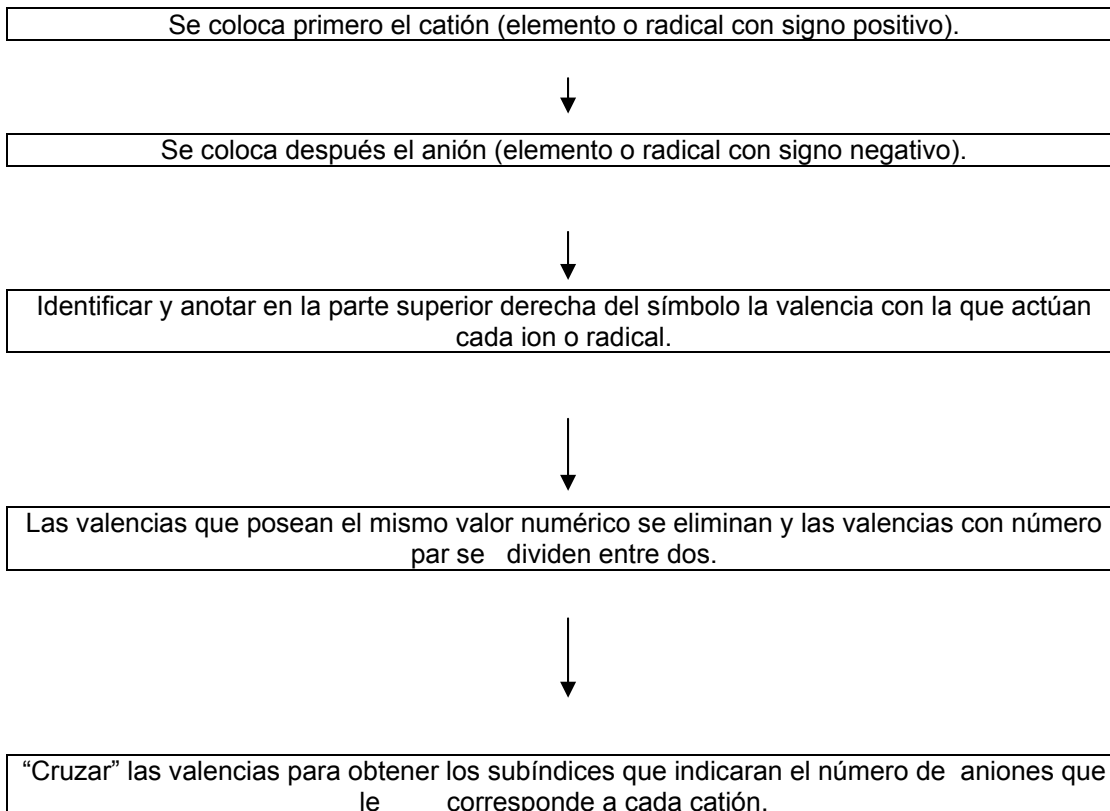 Se coloca primero el catión (elemento o radical con signo positivo).
Se coloca después el anión (elemento o radical con signo negativo).
Identificar y anotar en la parte superior derecha del símbolo la valencia con la que actúan
cada ion o radical.
Las valencias que posean el mismo valor numérico se eliminan y las valencias con número
par se dividen entre dos.
“Cruzar” las valencias para obtener los subíndices que indicaran el número de aniones que
le corresponde a cada catión.